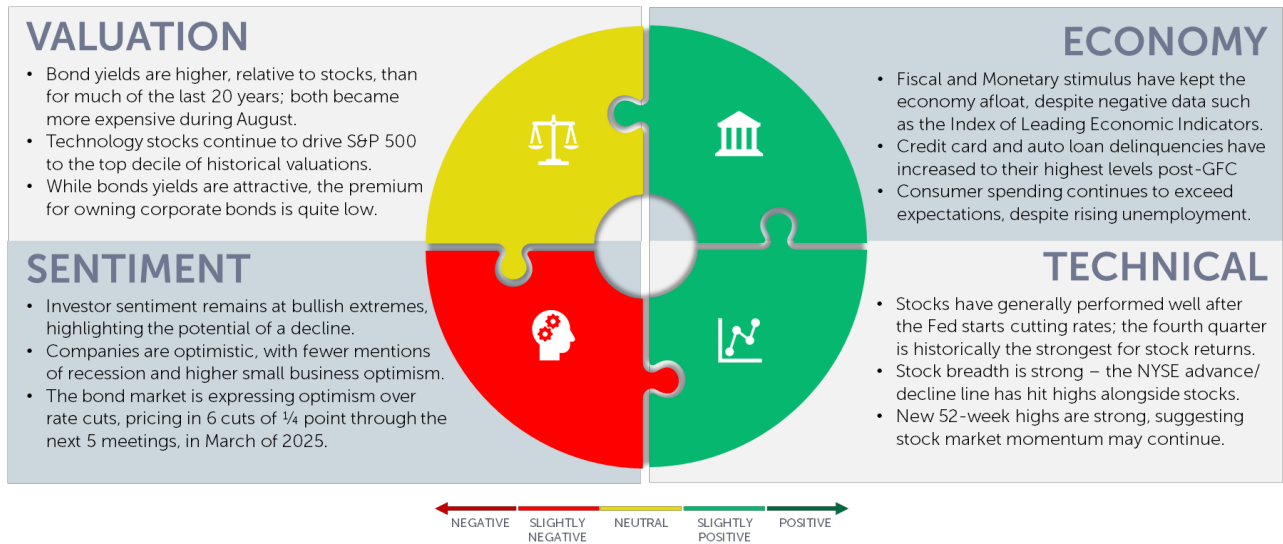 VALUATION
• Bond yields are higher, relative to stocks, than
for much of the last 20 years; both became
more expensive during August.
• Technology stocks continue to drive S&P 500
to the top decile of historical valuations.
• While bonds yields are attractive, the premium
for owning corporate bonds is quite low.
ECONOMY
• Fiscal and Monetary stimulus have kept the
economy afloat, despite negative data such
as the Index of Leading Economic Indicators.
• Credit card and auto loan delinquencies have
increased to their highest levels post-GFC
• Consumer spending continues to exceed
expectations, despite rising unemployment.
SENTIMENT
• Investor sentiment remains at bullish extremes,
highlighting the potential of a decline.
• Companies are optimistic, with fewer mentions
of recession and higher small business optimism.
• The bond market is expressing optimism over
rate cuts, pricing in 6 cuts of ¼ point through the
next 5 meetings, in March of 2025.
TECHNICAL
• Stocks have generally performed well after
the Fed starts cutting rates; the fourth quarter
is historically the strongest for stock returns.
• Stock breadth is strong – the NYSE advance/
decline line has hit highs alongside stocks.
• New 52-week highs are strong, suggesting
stock market momentum may continue.
NEGATIVE
SLIGHTLY
NEGATIVE
NEUTRAL
SLIGHTLY
POSITIVE
POSITIVE